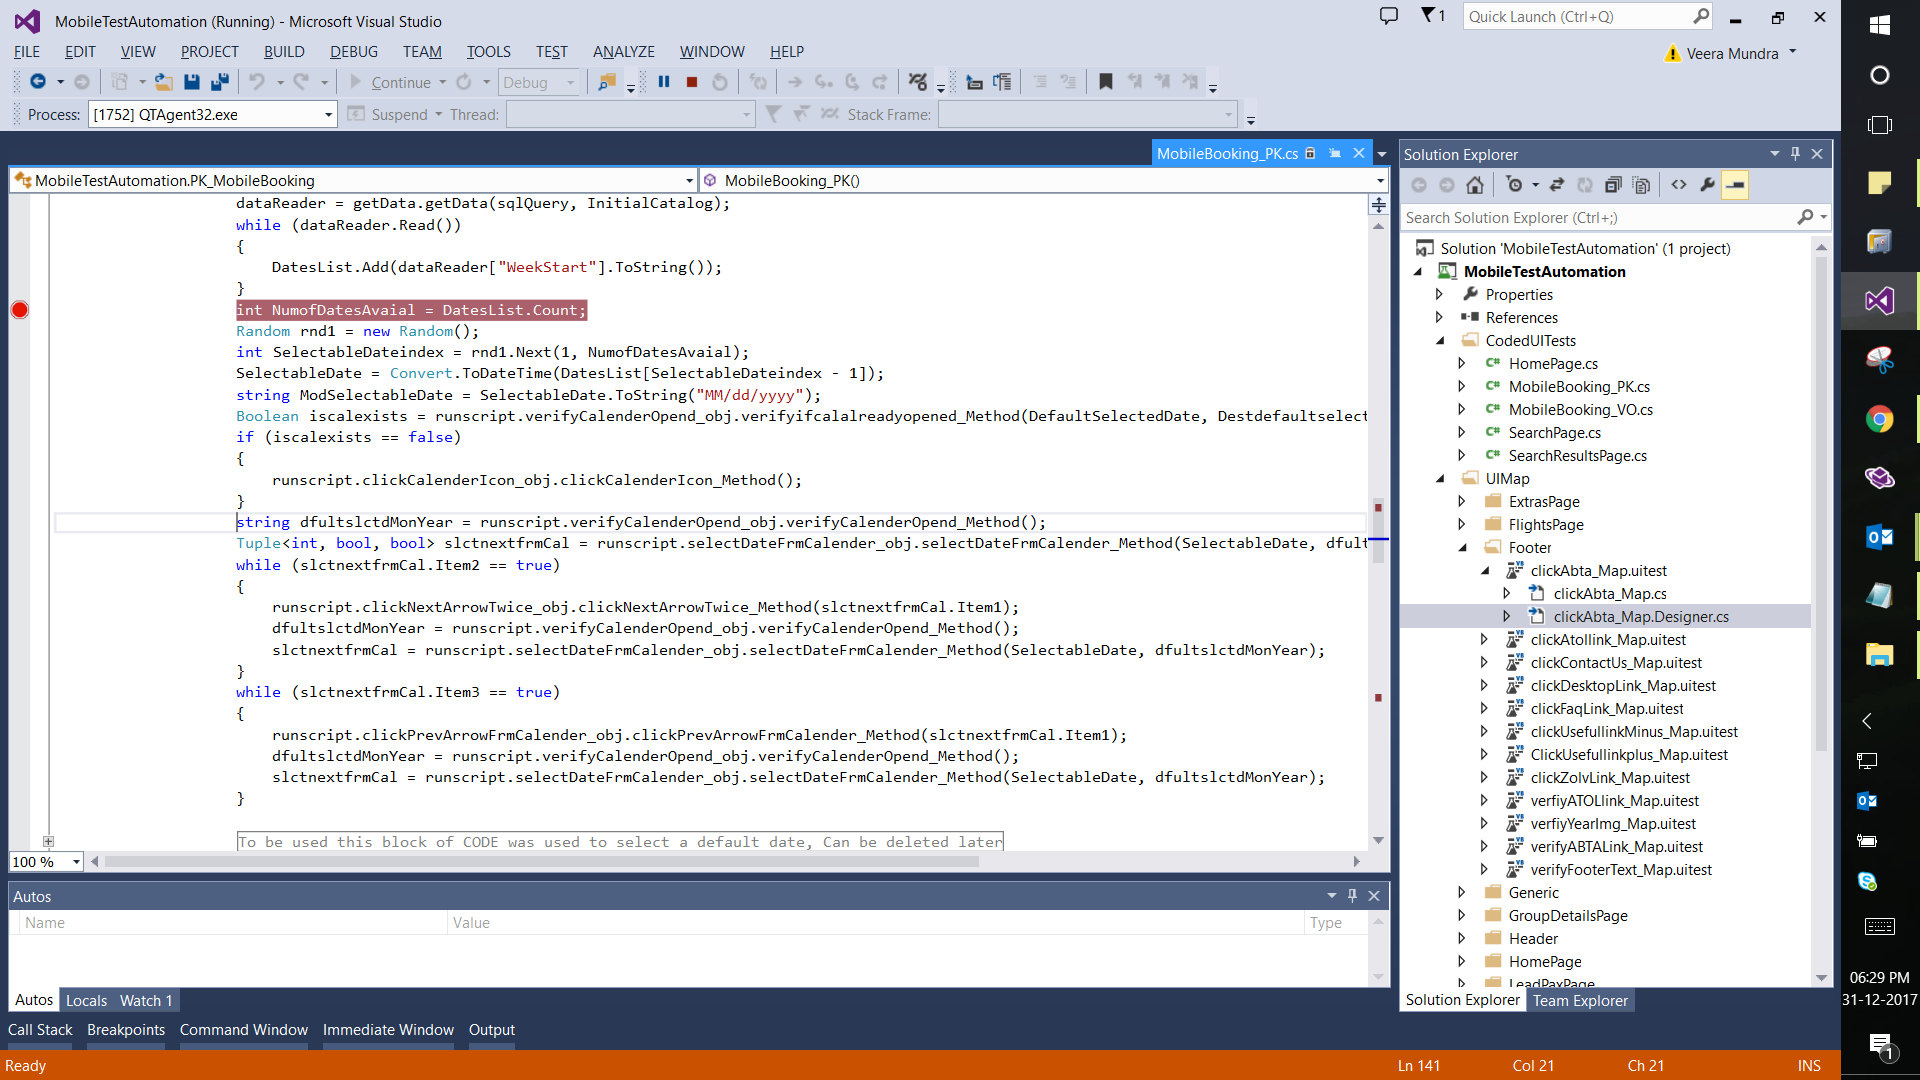 MobileTestAutomation (Running) - Microsoft Visual Studio
1
Quick Launch (Ctrl+Q)
FILE EDIT VIEW PROJECT BUILD DEBUG TEAM TOOLS TEST ANALYZE WINDOW HELP
Veera Mundra
Continue Debug
Process: [1752] QTAgent32.exe Suspend Thread: Stack Frame:
MobileBooking_PK.cs
MobileTestAutomation.PK_MobileBooking
MobileBooking_PK()
dataReader = getData.getData(sqlQuery, InitialCatalog);
while (dataReader.Read())
{
DatesList.Add(dataReader["WeekStart"].ToString());
}
int NumofDatesAvaial = DatesList.Count;
Random rnd1 = new Random();
int SelectableDateindex = rnd1.Next(1, NumofDatesAvaial);
SelectableDate = Convert.ToDateTime(DatesList[SelectableDateindex - 1]);
string ModSelectableDate = SelectableDate.ToString("MM/dd/yyyy");
Boolean iscalexists = runscript.verifyCalenderOpend_obj.verifyifcalalreadyopened_Method(DefaultSelectedDate, Destdefaultselect
if (iscalexists == false)
{
runscript.clickCalenderIcon_obj.clickCalenderIcon_Method();
}
string dfultslctdMonYear = runscript.verifyCalenderOpend_obj.verifyCalenderOpend_Method();
Tuple<int, bool, bool> slctnextfrmCal = runscript.selectDateFrmCalender_obj.selectDateFrmCalender_Method(SelectableDate, dfult
while (slctnextfrmCal.Item2 == true)
{
runscript.clickNextArrowTwice_obj.clickNextArrowTwice_Method(slctnextfrmCal.Item1);
dfultslctdMonYear = runscript.verifyCalenderOpend_obj.verifyCalenderOpend_Method();
slctnextfrmCal = runscript.selectDateFrmCalender_obj.selectDateFrmCalender_Method(SelectableDate, dfultslctdMonYear);
}
while (slctnextfrmCal.Item3 == true)
{
runscript.clickPrevArrowFrmCalender_obj.clickPrevArrowFrmCalender_Method(slctnextfrmCal.Item1);
dfultslctdMonYear = runscript.verifyCalenderOpend_obj.verifyCalenderOpend_Method();
slctnextfrmCal = runscript.selectDateFrmCalender_obj.selectDateFrmCalender_Method(SelectableDate, dfultslctdMonYear);
}
To be used this block of CODE was used to select a default date, Can be deleted later
100 %
Autos
Name Value Type
Autos Locals Watch 1
Call Stack Breakpoints Command Window Immediate Window Output
Solution Explorer
Search Solution Explorer (Ctrl+;)
Solution 'MobileTestAutomation' (1 project)
MobileTestAutomation
Properties
References
CodedUITests
HomePage.cs
MobileBooking_PK.cs
MobileBooking_VO.cs
SearchPage.cs
SearchResultsPage.cs
UIMap
ExtrasPage
FlightsPage
Footer
clickAbta_Map.uitest
clickAbta_Map.cs
clickAbta_Map.Designer.cs
clickAtollink_Map.uitest
clickContactUs_Map.uitest
clickDesktopLink_Map.uitest
clickFaqLink_Map.uitest
clickUsefullinkMinus_Map.uitest
ClickUsefullinkplus_Map.uitest
clickZolvLink_Map.uitest
verfiyATOLlink_Map.uitest
verfiyYearImg_Map.uitest
verifyABTALink_Map.uitest
verifyFooterText_Map.uitest
Generic
GroupDetailsPage
Header
HomePage
LeadPaxPage
Solution Explorer Team Explorer
06:29 PM
31-12-2017
1
Ready Ln 141 Col 21 Ch 21 INS